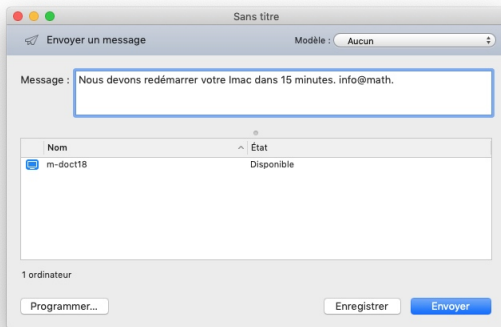 Sans titre
Envoyer un message
Modèle : Aucun
Message : Nous devons redémarrer votre Imac dans 15 minutes. info@math.
Nom État
m-doct18 Disponible
1 ordinateur
Programmer... Enregistrer Envoyer